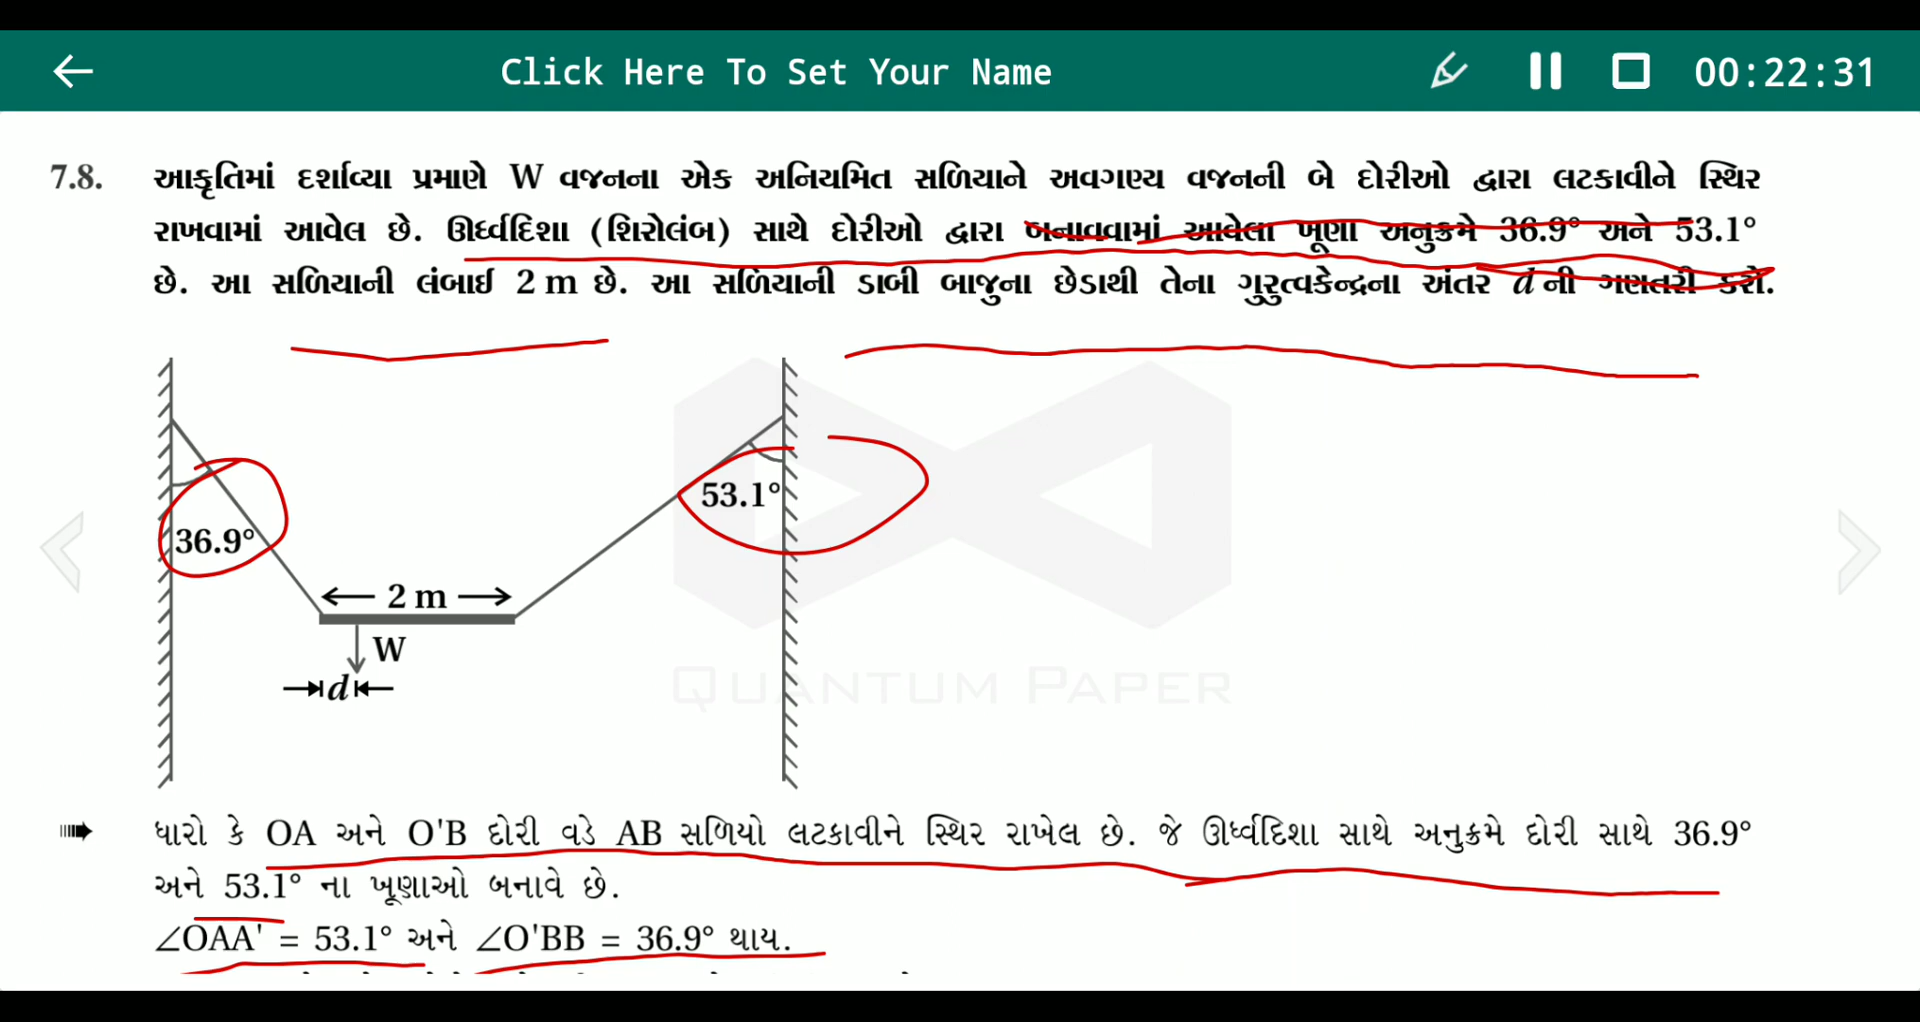 Click Here To Set Your Name
00:22:31
7.8. આકૃતિમાં દર્શાવ્યા પ્રમાણે W વજનના એક અનિયમિત સળિયાને અવગણ્ય વજનની બે દોરીઓ દ્વારા લટકાવીને સ્થિર
રાખવામાં આવેલ છે. ઊર્ધ્વદિશા (શિરોલંબ) સાથે દોરીઓ દ્વારા બનાવવામાં આવેલા ખૂણા અનુક્રમે 36.9° અને 53.1°
છે. આ સળિયાની લંબાઈ 2 m છે. આ સળિયાની ડાબી બાજુના છેડાથી તેના ગુરુત્વકેન્દ્રના અંતર d ની ગણતરી કરો.
53.1°
36.9°
2 m
W
d
QUANTUM PAPER
ધારો કે OA અને O'B દોરી વડે AB સળિયો લટકાવીને સ્થિર રાખેલ છે. જે ઊર્ધ્વદિશા સાથે અનુક્રમે દોરી સાથે 36.9°
અને 53.1° ના ખૂણાઓ બનાવે છે.
∠OAA' = 53.1° અને ∠O'BB = 36.9° થાય.